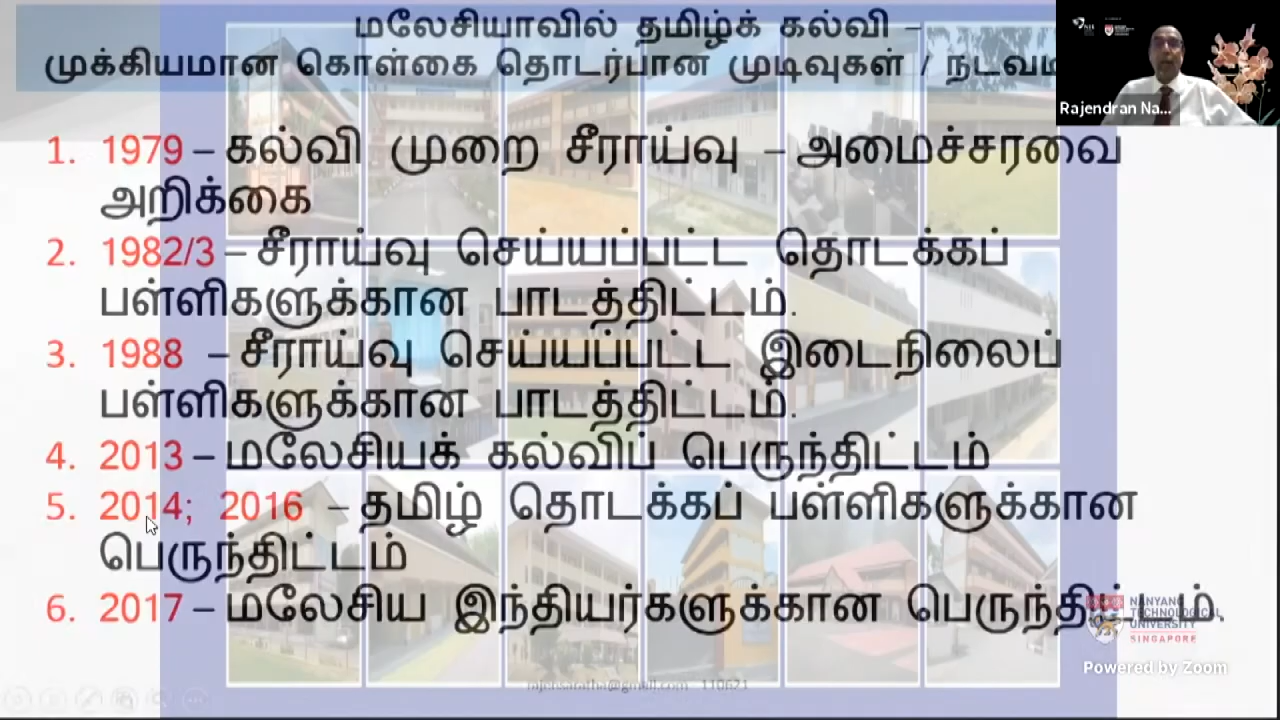 மலேசியாவில் தமிழ்க் கல்வி –
முக்கியமான கொள்கை தொடர்பான முடிவுகள் /
Rajendran Na...
1. 1979 – கல்வி முறை சீராய்வு – அமைச்சரவை
அறிக்கை
2. 1982/3 – சீராய்வு செய்யப்பட்ட தொடக்கப்
பள்ளிகளுக்கான பாடத்திட்டம்.
3. 1988 – சீராய்வு செய்யப்பட்ட இடைநிலைப்
பள்ளிகளுக்கான பாடத்திட்டம்.
4. 2013 – மலேசியக் கல்விப் பெருந்திட்டம்
5. 2014; 2016 – தமிழ் தொடக்கப் பள்ளிகளுக்கான
பெருந்திட்டம்
6. 2017 – மலேசிய இந்தியர்களுக்கான பெருந்திட்டம்.
NANYANG
TECHNOLOGICAL
UNIVERSITY
SINGAPORE
Powered by Zoom
110621